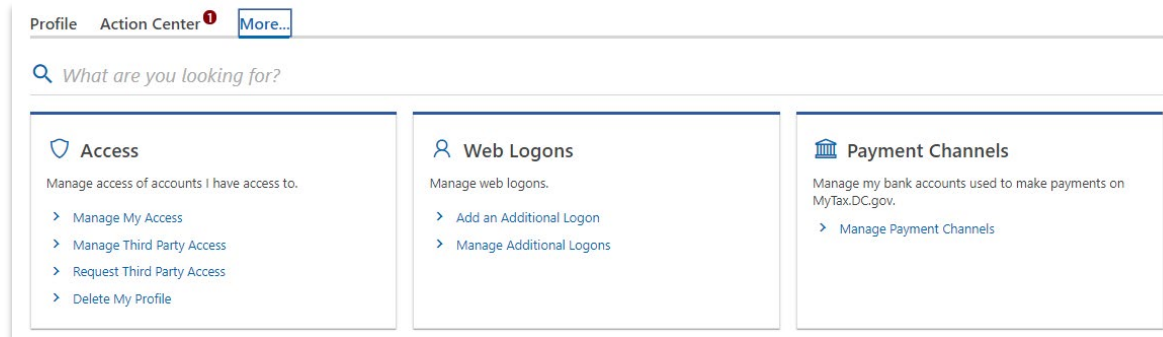 Profile Action Center 1 More...
What are you looking for?
Access
Manage access of accounts I have access to.
Manage My Access
Manage Third Party Access
Request Third Party Access
Delete My Profile
Web Logons
Manage web logons.
Add an Additional Logon
Manage Additional Logons
Payment Channels
Manage my bank accounts used to make payments on
MyTax.DC.gov.
Manage Payment Channels